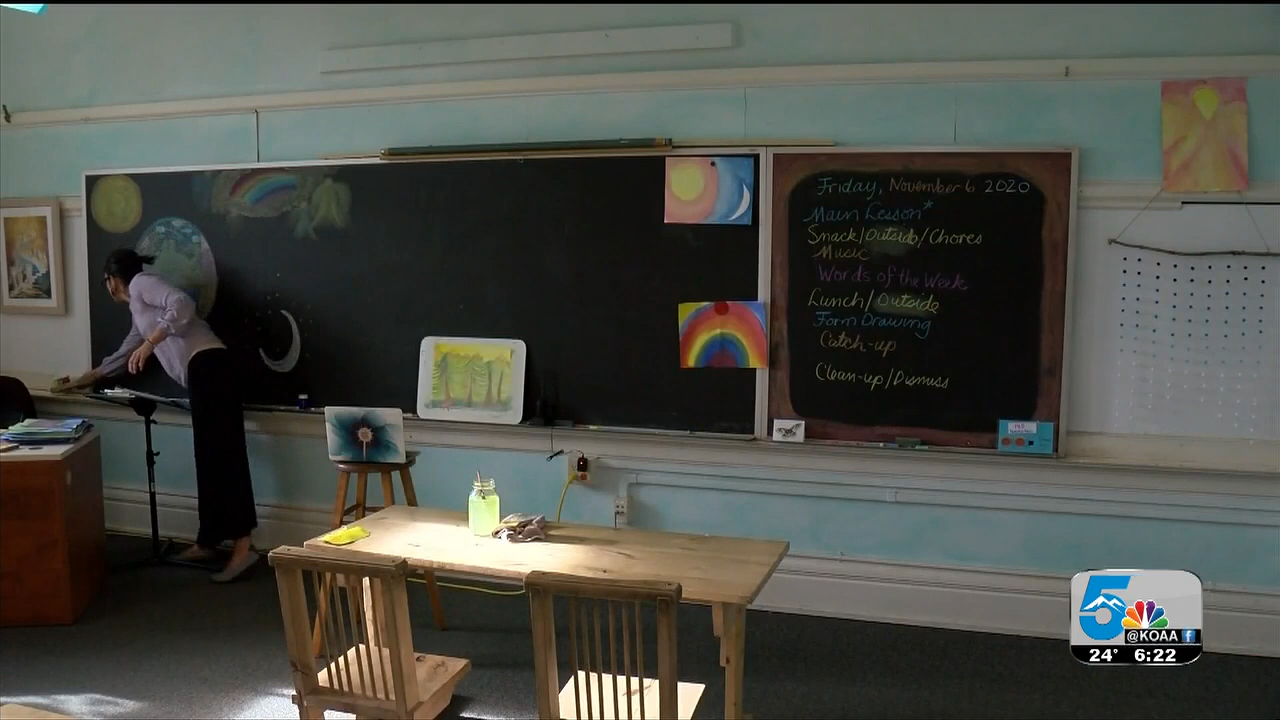 Friday, November 6 2020
Main Lesson*
Snack/Outside/Chores
Music
Words of the Week
Lunch/Outside
Form Drawing
Catch-up
Clean-up/Dismiss
5
@KOAA f
24° 6:22